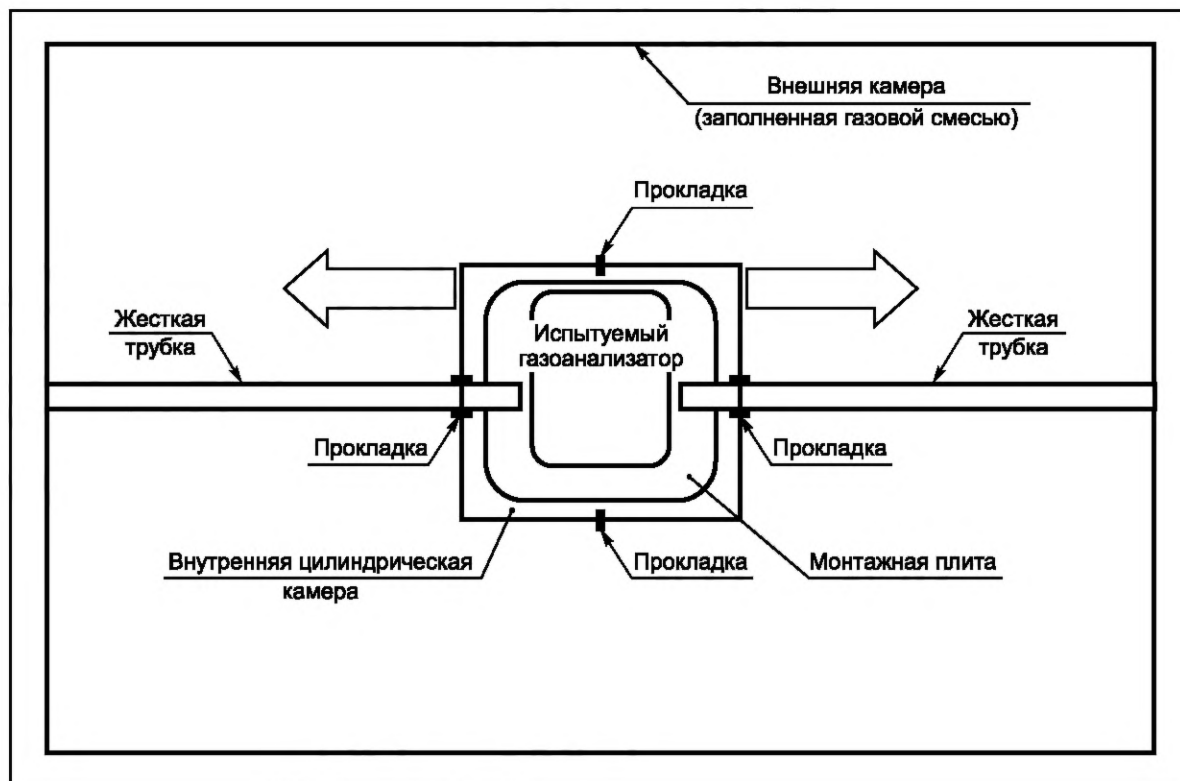 Внешняя камера
(заполненная газовой смесью)
Прокладка
Жесткая
трубка
Испытуемый
газоанализатор
Жесткая
трубка
Прокладка
Прокладка
Внутренняя цилиндрическая
камера
Прокладка
Монтажная плита